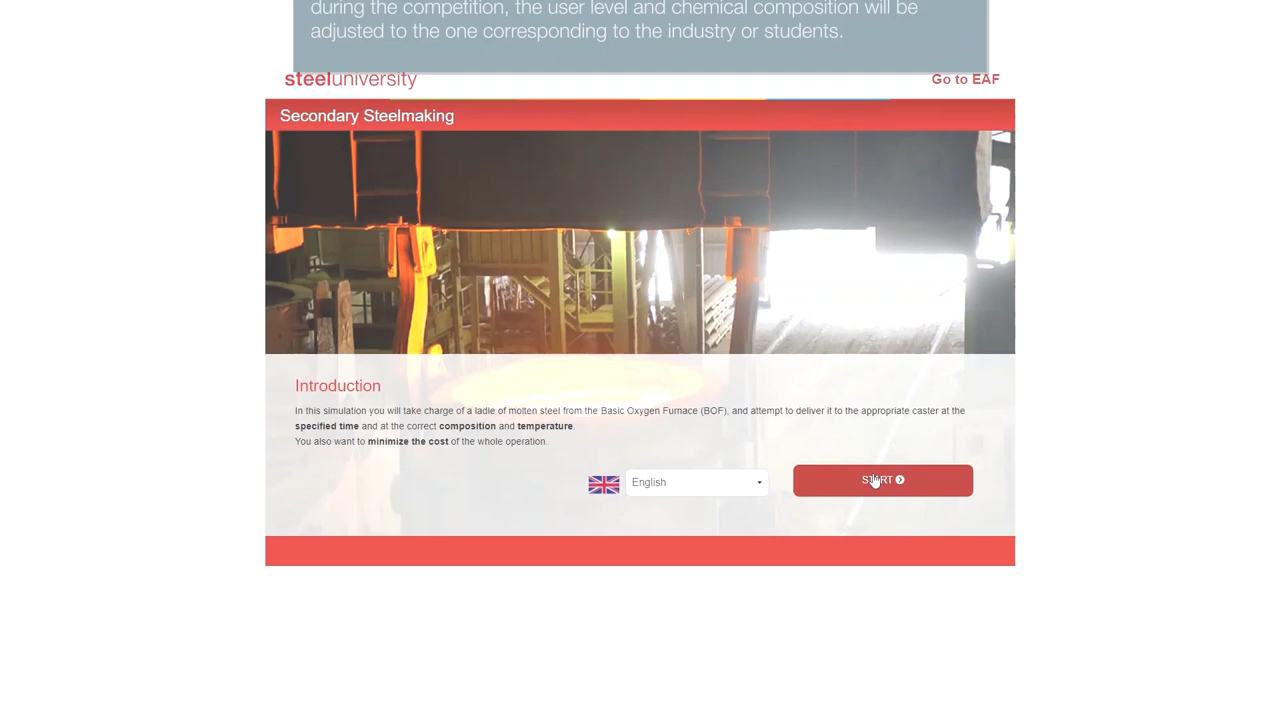 during the competition, the user level and chemical composition will be
adjusted to the one corresponding to the industry or students.
steeluniversity
Go to EAF
Secondary Steelmaking
Introduction
In this simulation you will take charge of a ladle of molten steel from the Basic Oxygen Furnace (BOF), and attempt to deliver it to the appropriate caster at the
specified time and at the correct composition and temperature.
You also want to minimize the cost of the whole operation.
English
START